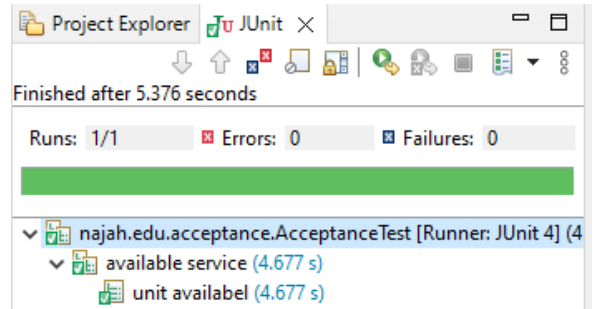 Project Explorer JUnit
Finished after 5.376 seconds
Runs: 1/1 Errors: 0 Failures: 0
najah.edu.acceptance.AcceptanceTest [Runner: JUnit 4] (4
available service (4.677 s)
unit availabel (4.677 s)